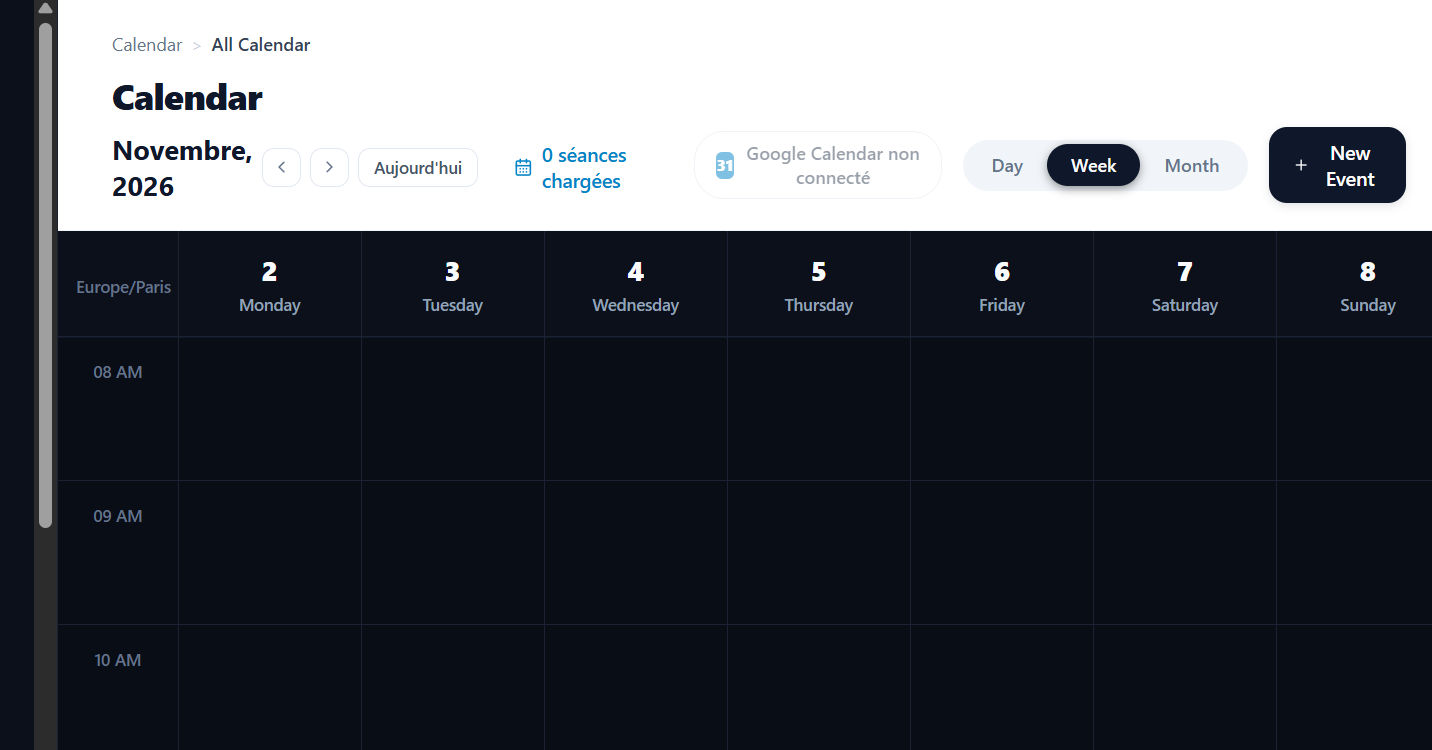 Calendar > All Calendar
Calendar
Novembre,
2026
Aujourd'hui
0 séances
chargées
31
Google Calendar non
connecté
Day
Week
Month
+ New
Event
Europe/Paris
2
Monday
3
Tuesday
4
Wednesday
5
Thursday
6
Friday
7
Saturday
8
Sunday
08 AM
09 AM
10 AM